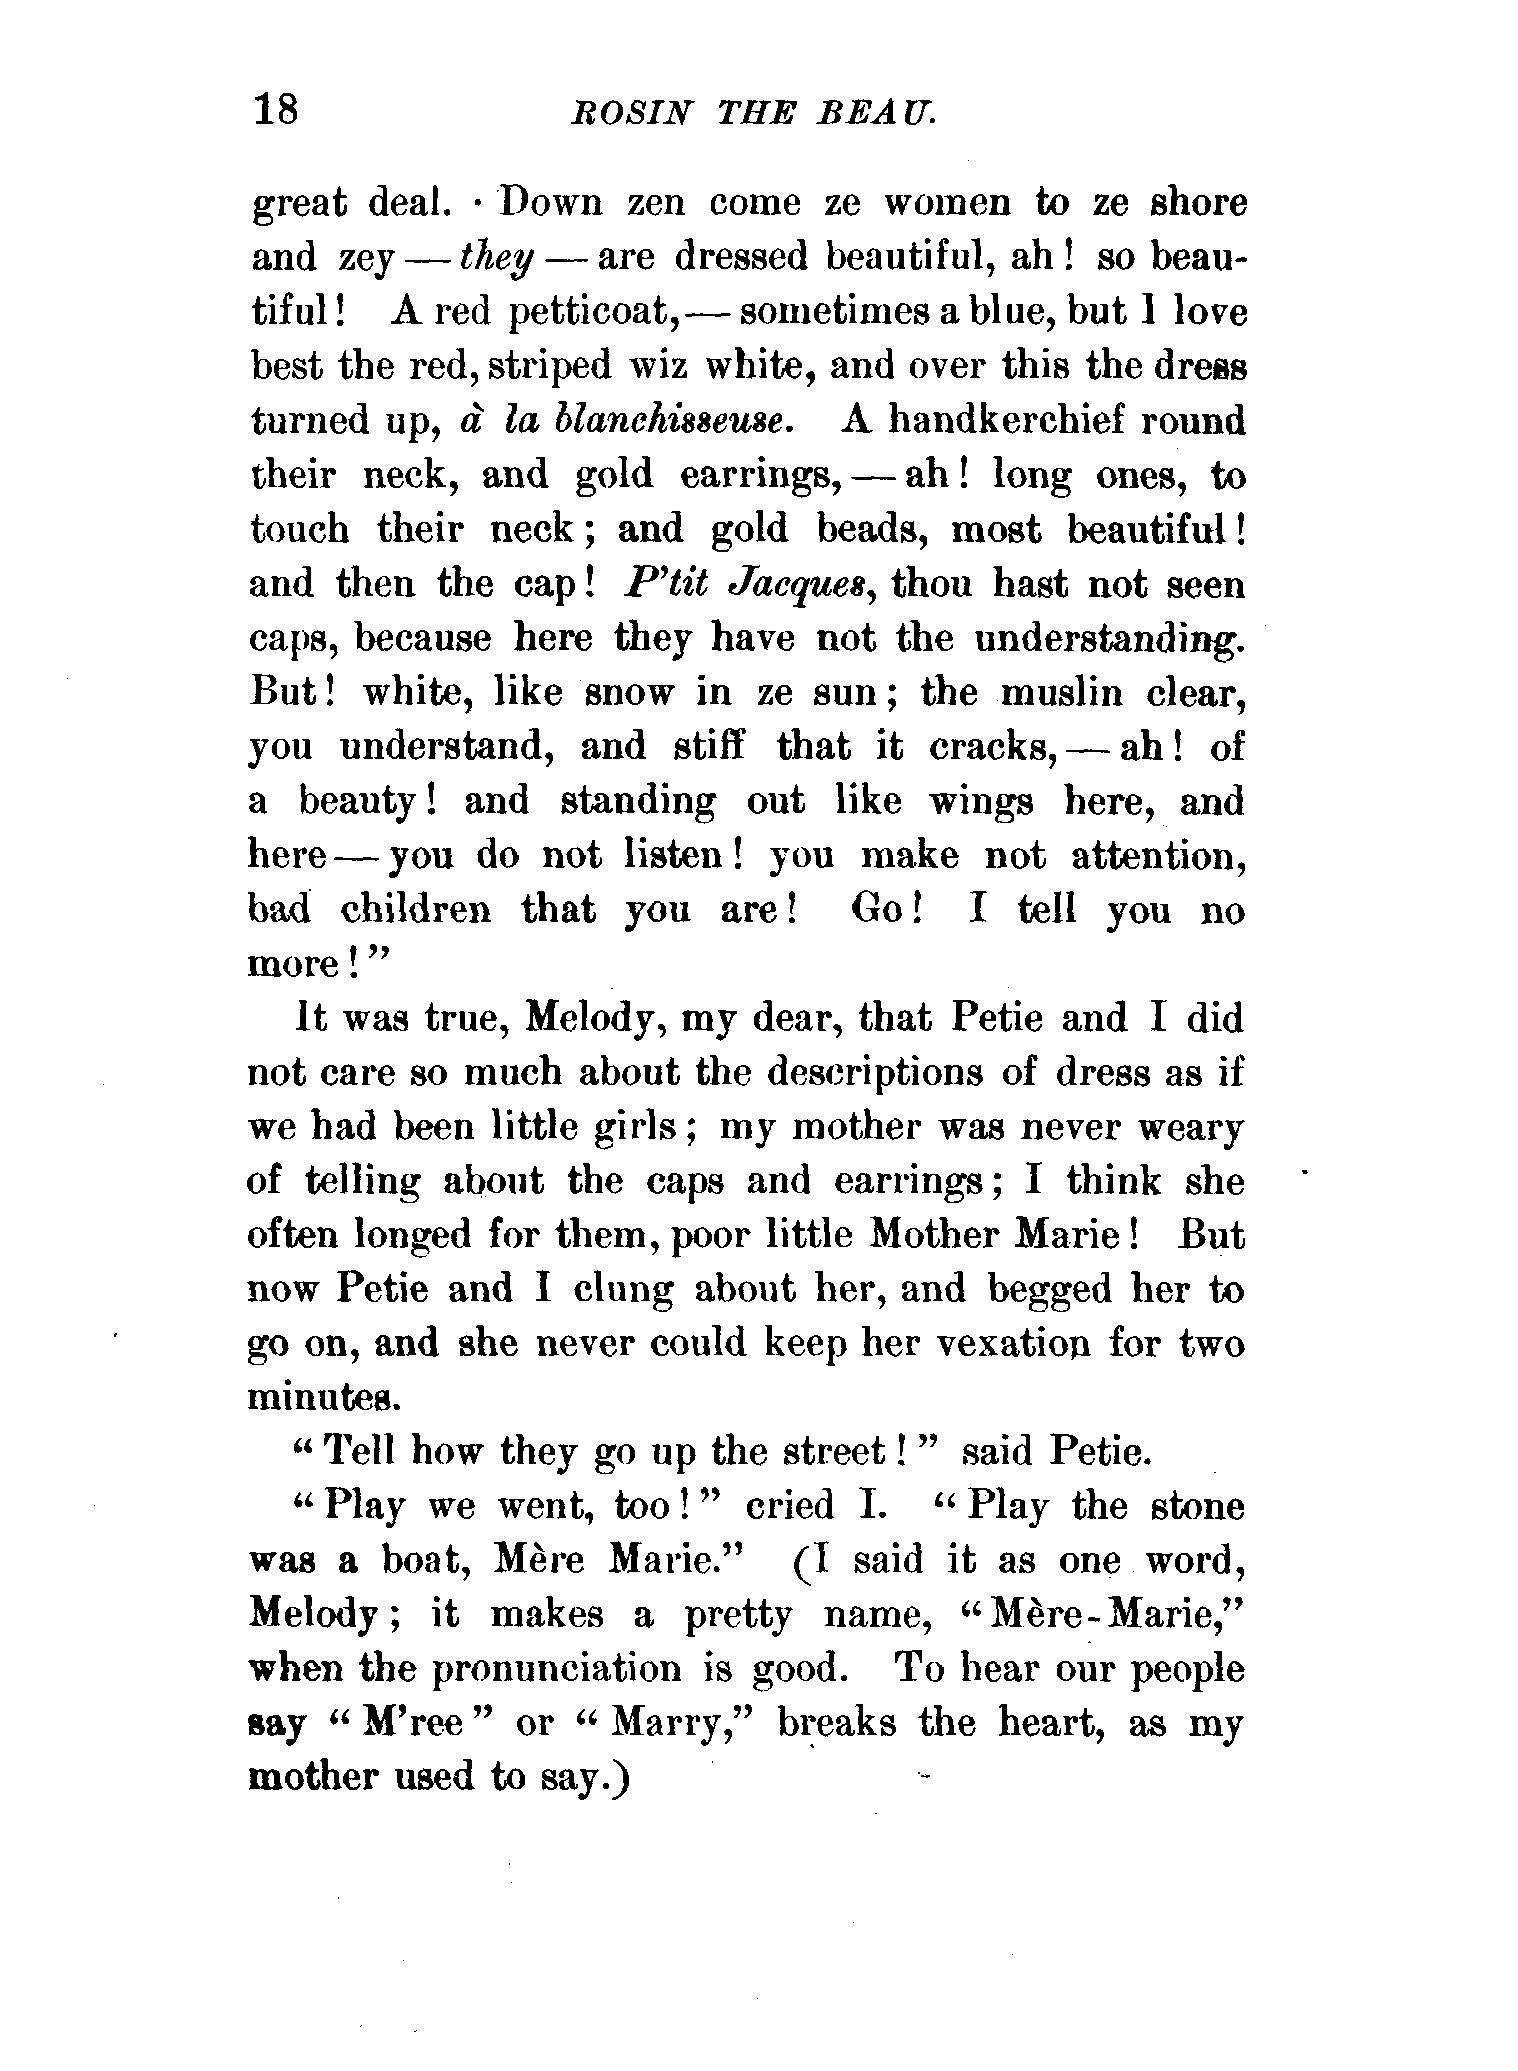 18 ROSIN THE BEAU.
great deal. Down zen come ze women to ze shore
and zey — they — are dressed beautiful, ah! so beau-
tiful! A red petticoat, — sometimes a blue, but I love
best the red, striped wiz white, and over this the dress
turned up, à la blanchisseuse. A handkerchief round
their neck, and gold earrings, — ah! long ones, to
touch their neck; and gold beads, most beautiful!
and then the cap! P'tit Jacques, thou hast not seen
caps, because here they have not the understanding.
But! white, like snow in ze sun; the muslin clear,
you understand, and stiff that it cracks, — ah! of
a beauty! and standing out like wings here, and
here — you do not listen! you make not attention,
bad children that you are! Go! I tell you no
more!"
It was true, Melody, my dear, that Petie and I did
not care so much about the descriptions of dress as if
we had been little girls; my mother was never weary
of telling about the caps and earrings; I think she
often longed for them, poor little Mother Marie! But
now Petie and I clung about her, and begged her to
go on, and she never could keep her vexation for two
minutes.
"Tell how they go up the street!" said Petie.
"Play we went, too!" cried I. "Play the stone
was a boat, Mère Marie." (I said it as one word,
Melody; it makes a pretty name, "Mère-Marie,"
when the pronunciation is good. To hear our people
say "M'ree" or "Marry," breaks the heart, as my
mother used to say.)